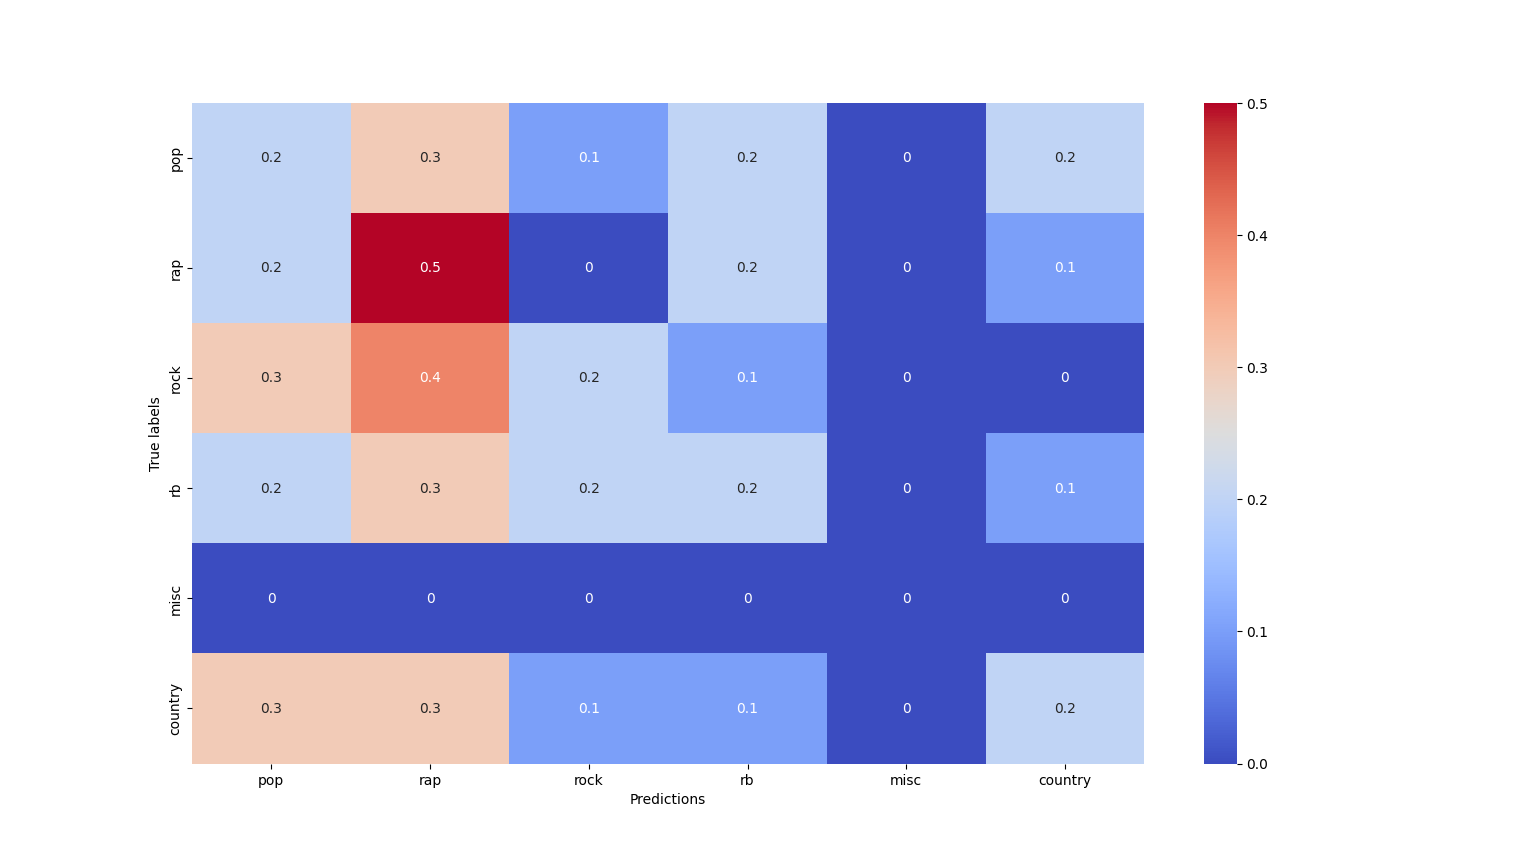 0.5
pop 0.2 0.3 0.1 0.2 0 0.2
0.4
rap 0.2 0.5 0 0.2 0 0.1
0.3
rock 0.3 0.4 0.2 0.1 0 0
True labels
0.2
rb 0.2 0.3 0.2 0.2 0 0.1
0.1
misc 0 0 0 0 0 0
country 0.3 0.3 0.1 0.1 0 0.2
0.0
pop rap rock rb misc country
Predictions